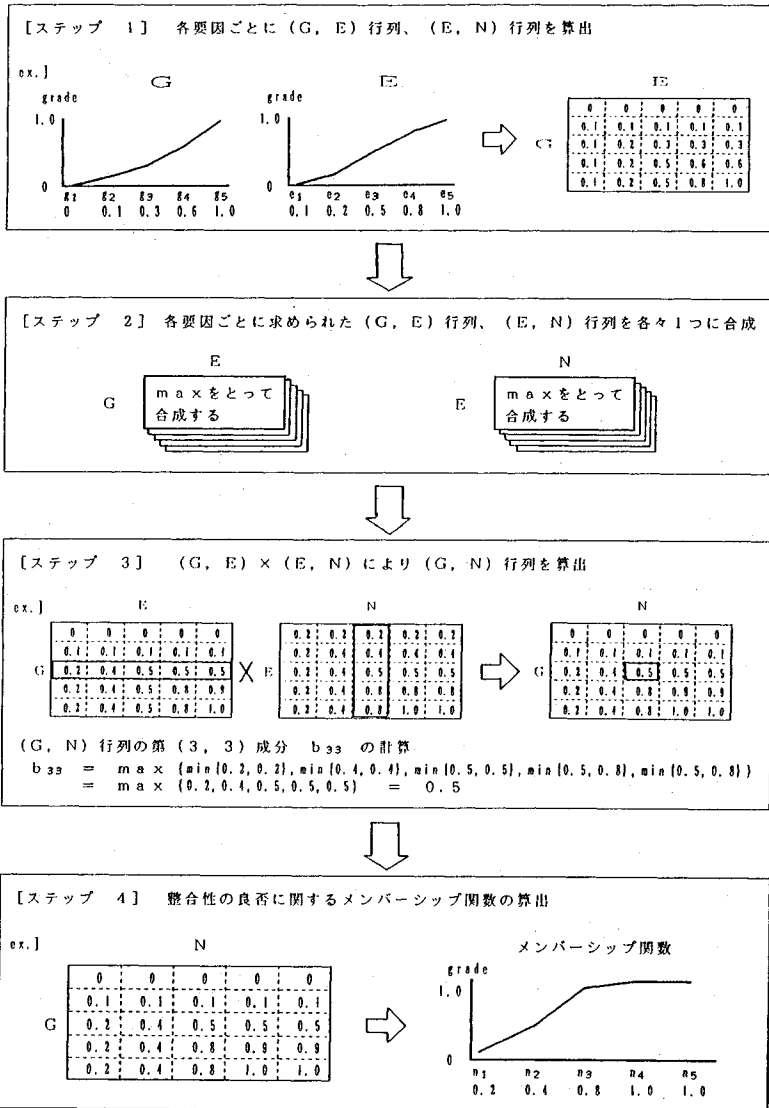 [ステップ 1] 各要因ごとに(G, E)行列、(E, N)行列を算出
ex.]
G E E
grade grade
1.0 1.0
0 0 0 0 0
0.1 0.1 0.1 0.1 0.1
G 0.1 0.2 0.3 0.3 0.3
0.1 0.2 0.5 0.6 0.6
0.1 0.2 0.5 0.8 1.0
0 0
g1 g2 g3 g4 g5 e1 e2 e3 e4 e5
0 0.1 0.3 0.6 1.0 0.1 0.2 0.5 0.8 1.0
[ステップ 2] 各要因ごとに求められた(G, E)行列、(E, N)行列を各々1つに合成
E N
G maxをとって E maxをとって
合成する 合成する
[ステップ 3] (G, E)×(E, N)により(G, N)行列を算出
ex.] E N N
0 0 0 0 0 0.2 0.2 0.2 0.2 0.2 0 0 0 0 0
0.1 0.1 0.1 0.1 0.1 0.2 0.4 0.4 0.4 0.4 0.1 0.1 0.1 0.1 0.1
G 0.2 0.4 0.5 0.5 0.5 × E 0.2 0.4 0.5 0.5 0.5 G 0.2 0.4 0.5 0.5 0.5
0.2 0.4 0.5 0.8 0.9 0.2 0.4 0.8 0.8 0.8 0.2 0.4 0.8 0.9 0.9
0.2 0.4 0.5 0.8 1.0 0.2 0.4 0.8 1.0 1.0 0.2 0.4 0.8 1.0 1.0
(G, N)行列の第(3, 3)成分 b33 の計算
b33 = max {min{0.2, 0.2}, min{0.4, 0.4}, min{0.5, 0.5}, min{0.5, 0.8}, min{0.5, 0.8}}
= max {0.2, 0.4, 0.5, 0.5, 0.5} = 0.5
[ステップ 4] 整合性の良否に関するメンバーシップ関数の算出
ex.] N メンバーシップ関数
grade
1.0
0 0 0 0 0
0.1 0.1 0.1 0.1 0.1
G 0.2 0.4 0.5 0.5 0.5
0.2 0.4 0.8 0.9 0.9
0.2 0.4 0.8 1.0 1.0
0
n1 n2 n3 n4 n5
0.2 0.4 0.8 1.0 1.0